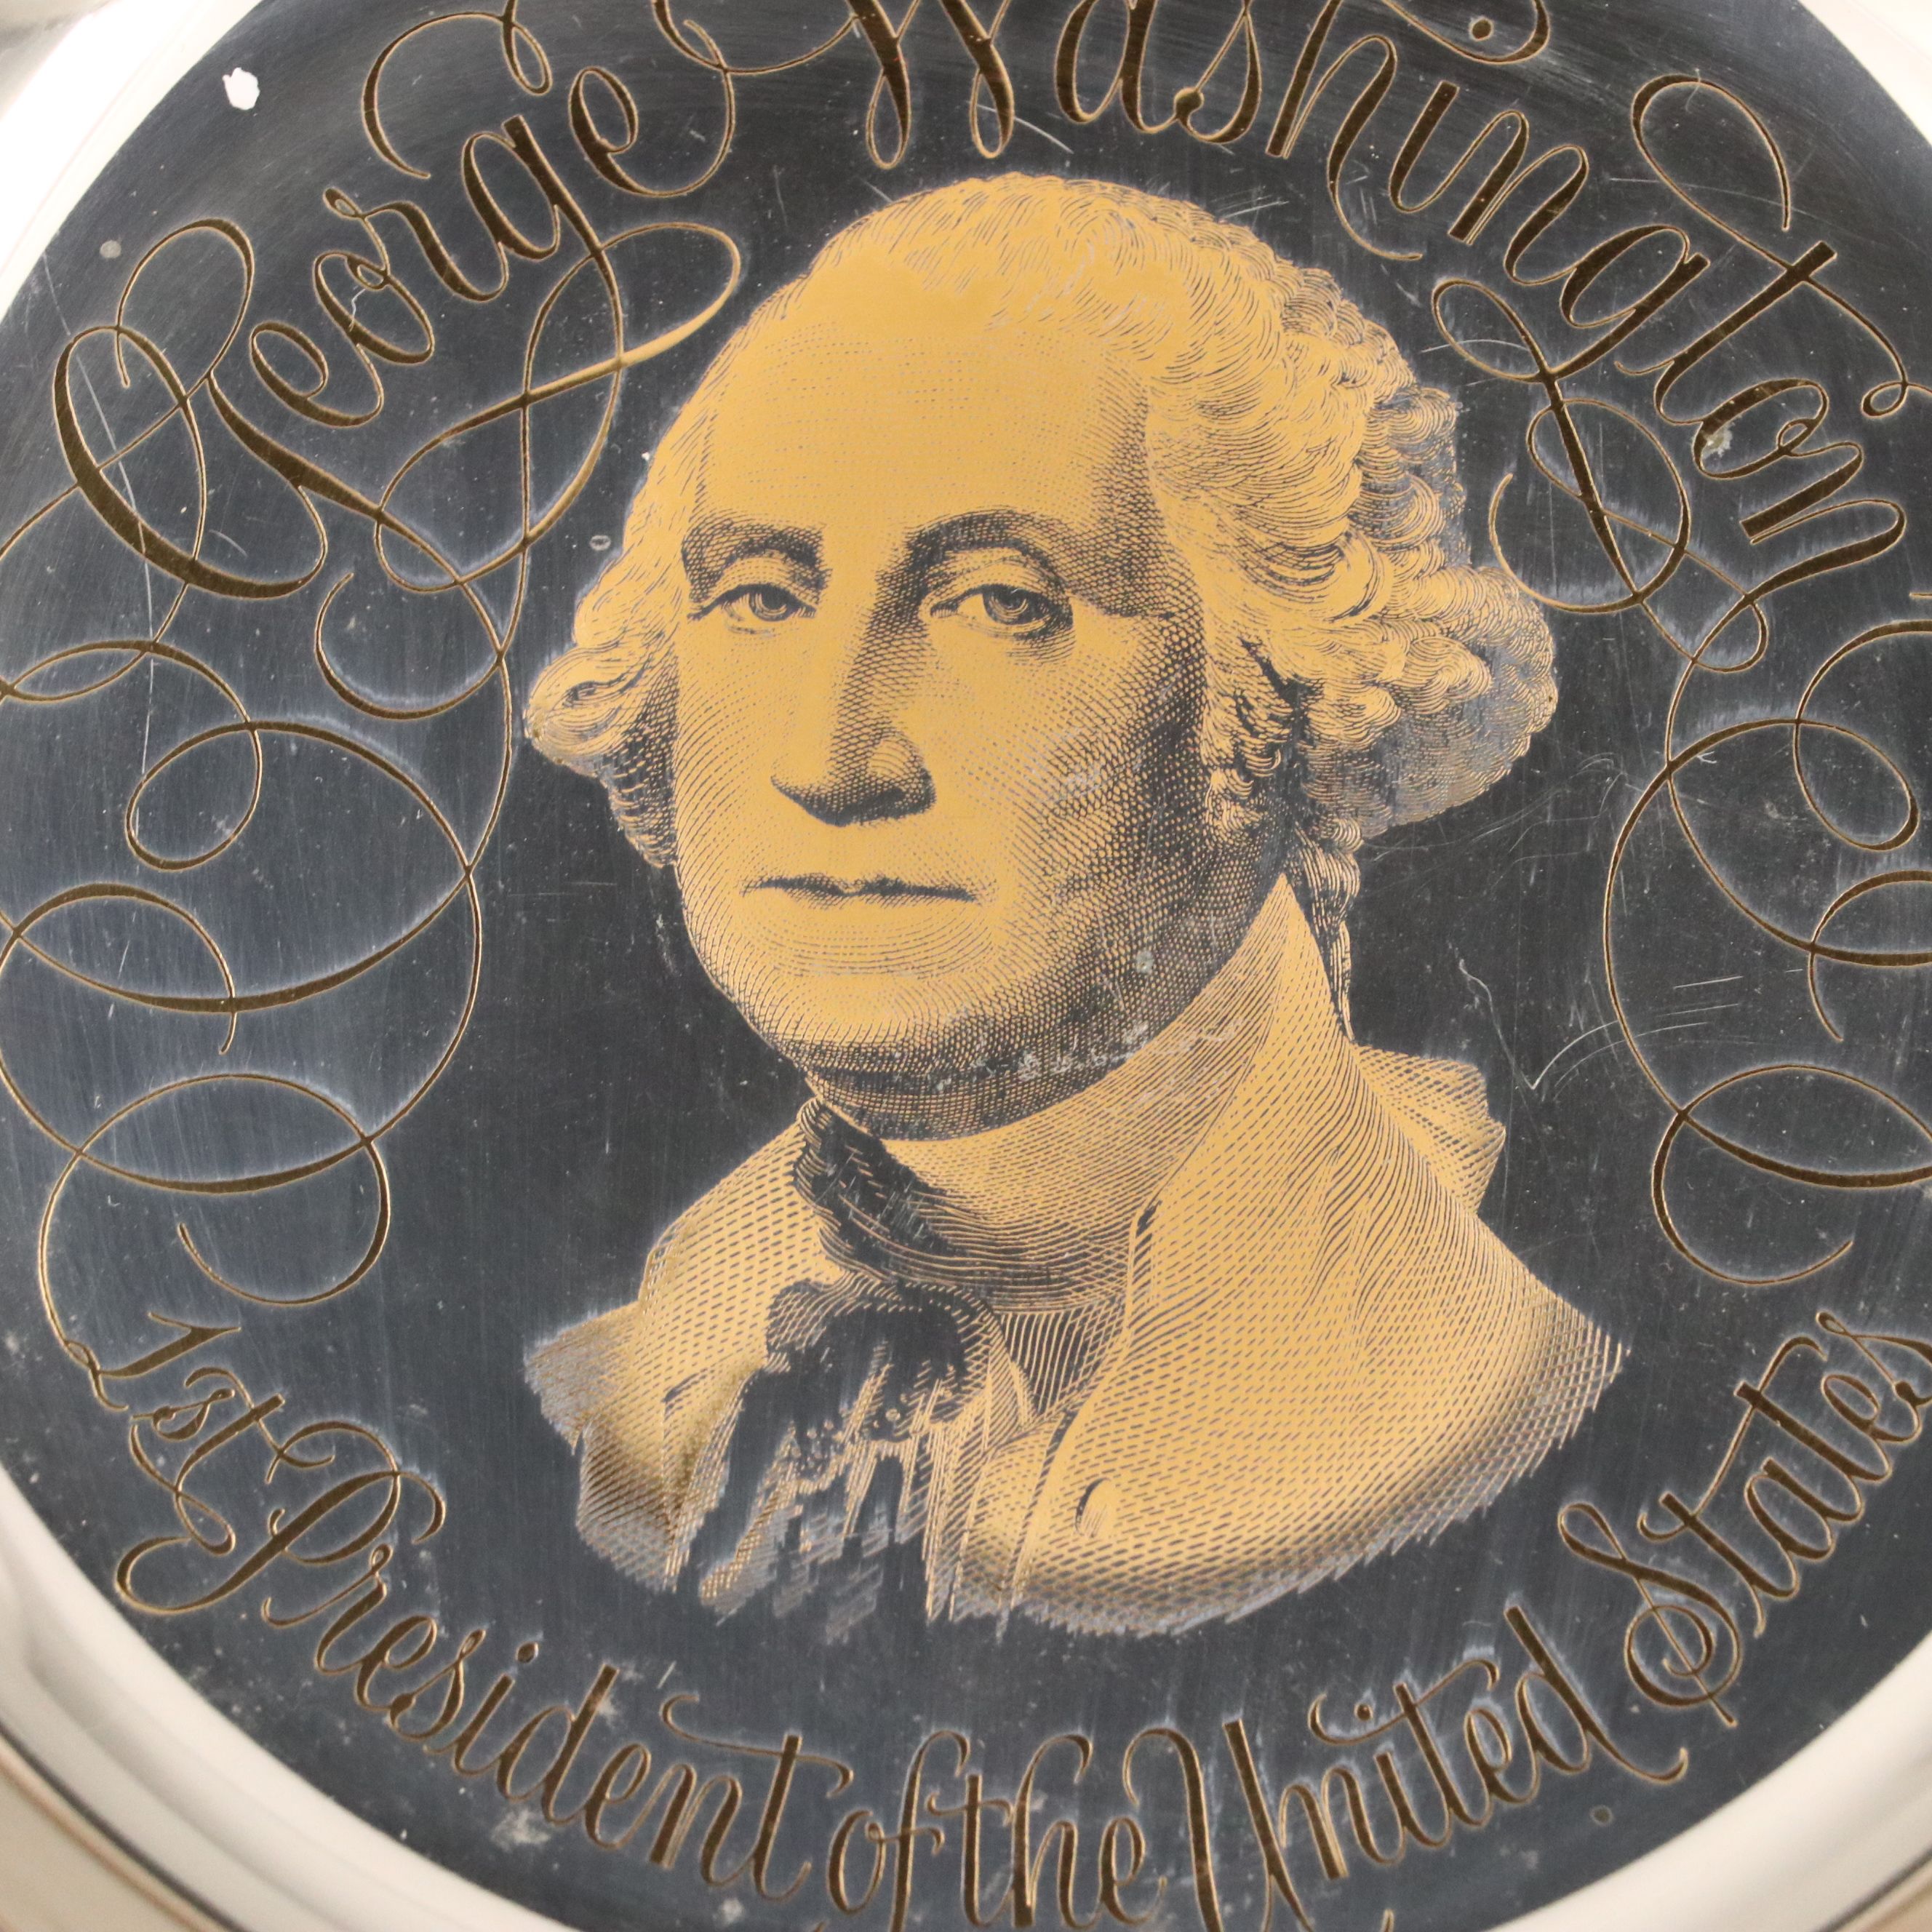 George Washington
1st President of the United States